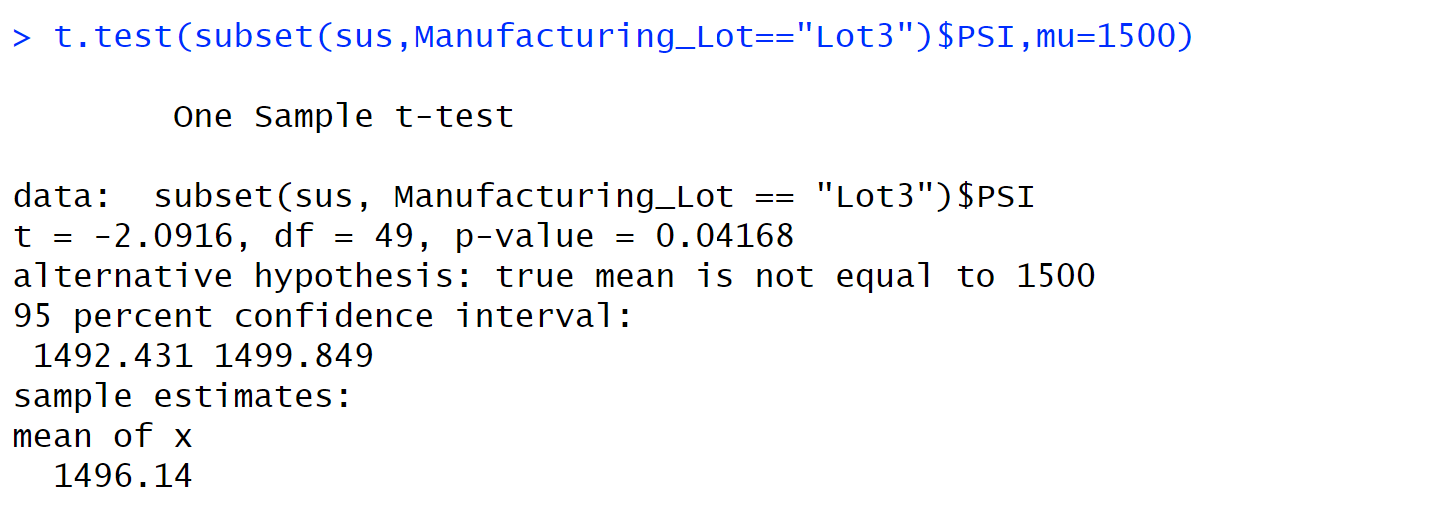 > t.test(subset(sus,Manufacturing_Lot=="Lot3")$PSI,mu=1500)
One Sample t-test
data:  subset(sus, Manufacturing_Lot == "Lot3")$PSI
t = -2.0916, df = 49, p-value = 0.04168
alternative hypothesis: true mean is not equal to 1500
95 percent confidence interval:
1492.431 1499.849
sample estimates:
mean of x
1496.14